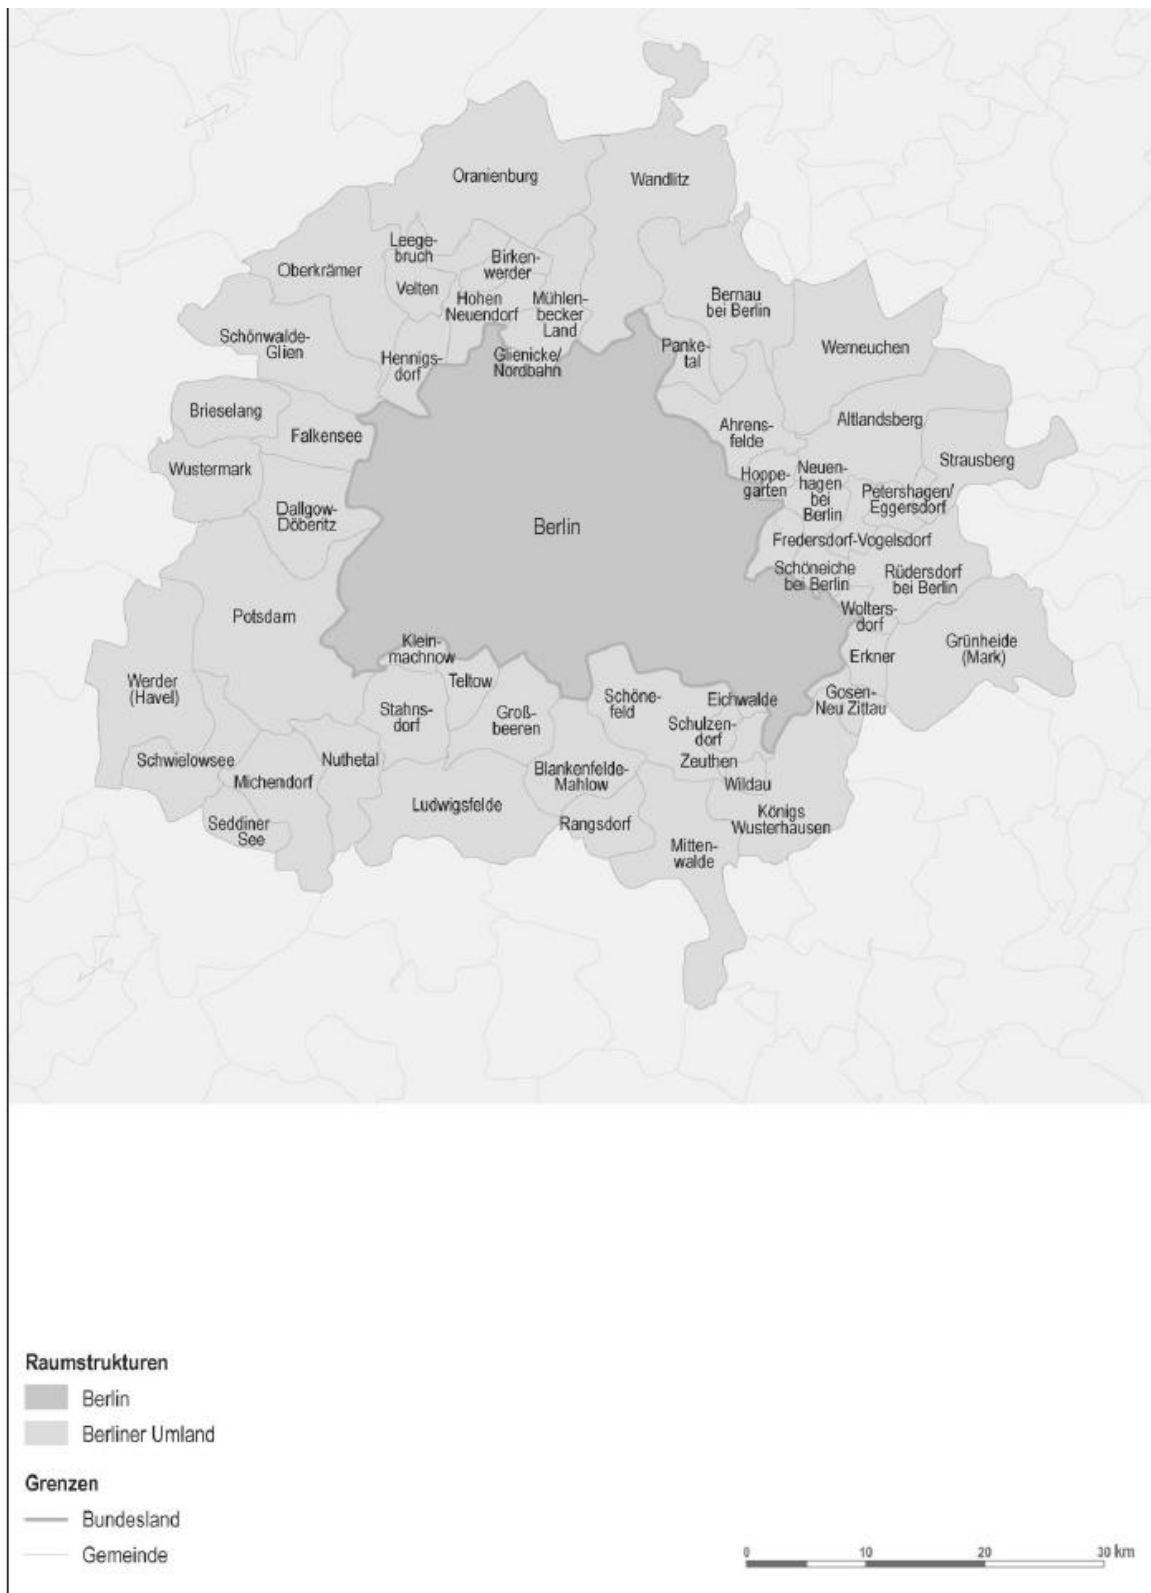 Oranienburg
Wandlitz
Leege-
bruch
Birken-
werder
Oberkrämer
Velten
Hohen
Neuendorf
Mühlen-
becker
Land
Bernau
bei Berlin
Schönwalde-
Glien
Hennigs-
dorf
Glienicke/
Nordbahn
Panke-
tal
Werneuchen
Brieselang
Falkensee
Ahrens-
felde
Altlandsberg
Wustermark
Hoppe-
garten
Neuen-
hagen
bei
Berlin
Strausberg
Petershagen/
Eggersdorf
Dallgow-
Döberitz
Berlin
Fredersdorf-Vogelsdorf
Schöneiche
bei Berlin
Rüdersdorf
bei Berlin
Potsdam
Wolters-
dorf
Grünheide
(Mark)
Klein-
machnow
Erkner
Werder
(Havel)
Teltow
Stahns-
dorf
Groß-
beeren
Schöne-
feld
Eichwalde
Gosen-
Neu Zittau
Schulzen-
dorf
Schwielowsee
Nuthetal
Zeuthen
Michendorf
Blankenfelde-
Mahlow
Wildau
Ludwigsfelde
Königs
Wusterhausen
Seddiner
See
Rangsdorf
Mitten-
walde
Raumstrukturen
Berlin
Berliner Umland
Grenzen
Bundesland
Gemeinde
0 10 20 30 km